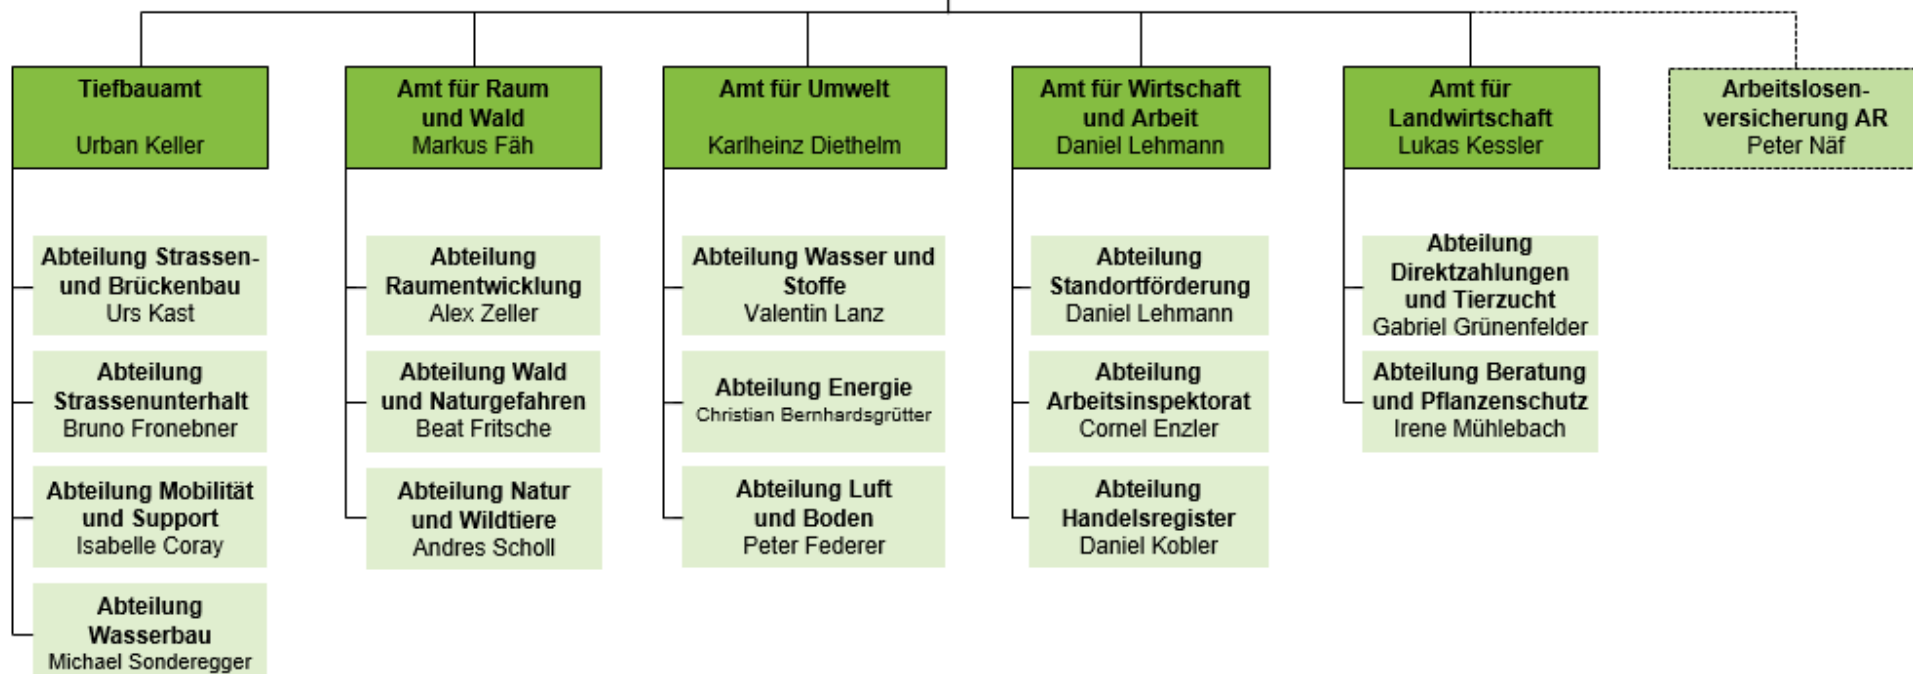 Tiefbauamt
Urban Keller
Amt für Raum
und Wald
Markus Fäh
Amt für Umwelt
Karlheinz Diethelm
Amt für Wirtschaft
und Arbeit
Daniel Lehmann
Amt für
Landwirtschaft
Lukas Kessler
Arbeitslosen-
versicherung AR
Peter Näf
Abteilung Strassen-
und Brückenbau
Urs Kast
Abteilung
Strassenunterhalt
Bruno Fronebner
Abteilung Mobilität
und Support
Isabelle Coray
Abteilung
Wasserbau
Michael Sonderegger
Abteilung
Raumentwicklung
Alex Zeller
Abteilung Wald
und Naturgefahren
Beat Fritsche
Abteilung Natur
und Wildtiere
Andres Scholl
Abteilung Wasser und
Stoffe
Valentin Lanz
Abteilung Energie
Christian Bernhardsgrütter
Abteilung Luft
und Boden
Peter Federer
Abteilung
Standortförderung
Daniel Lehmann
Abteilung
Arbeitsinspektorat
Cornel Enzler
Abteilung
Handelsregister
Daniel Kobler
Abteilung
Direktzahlungen
und Tierzucht
Gabriel Grünenfelder
Abteilung Beratung
und Pflanzenschutz
Irene Mühlebach